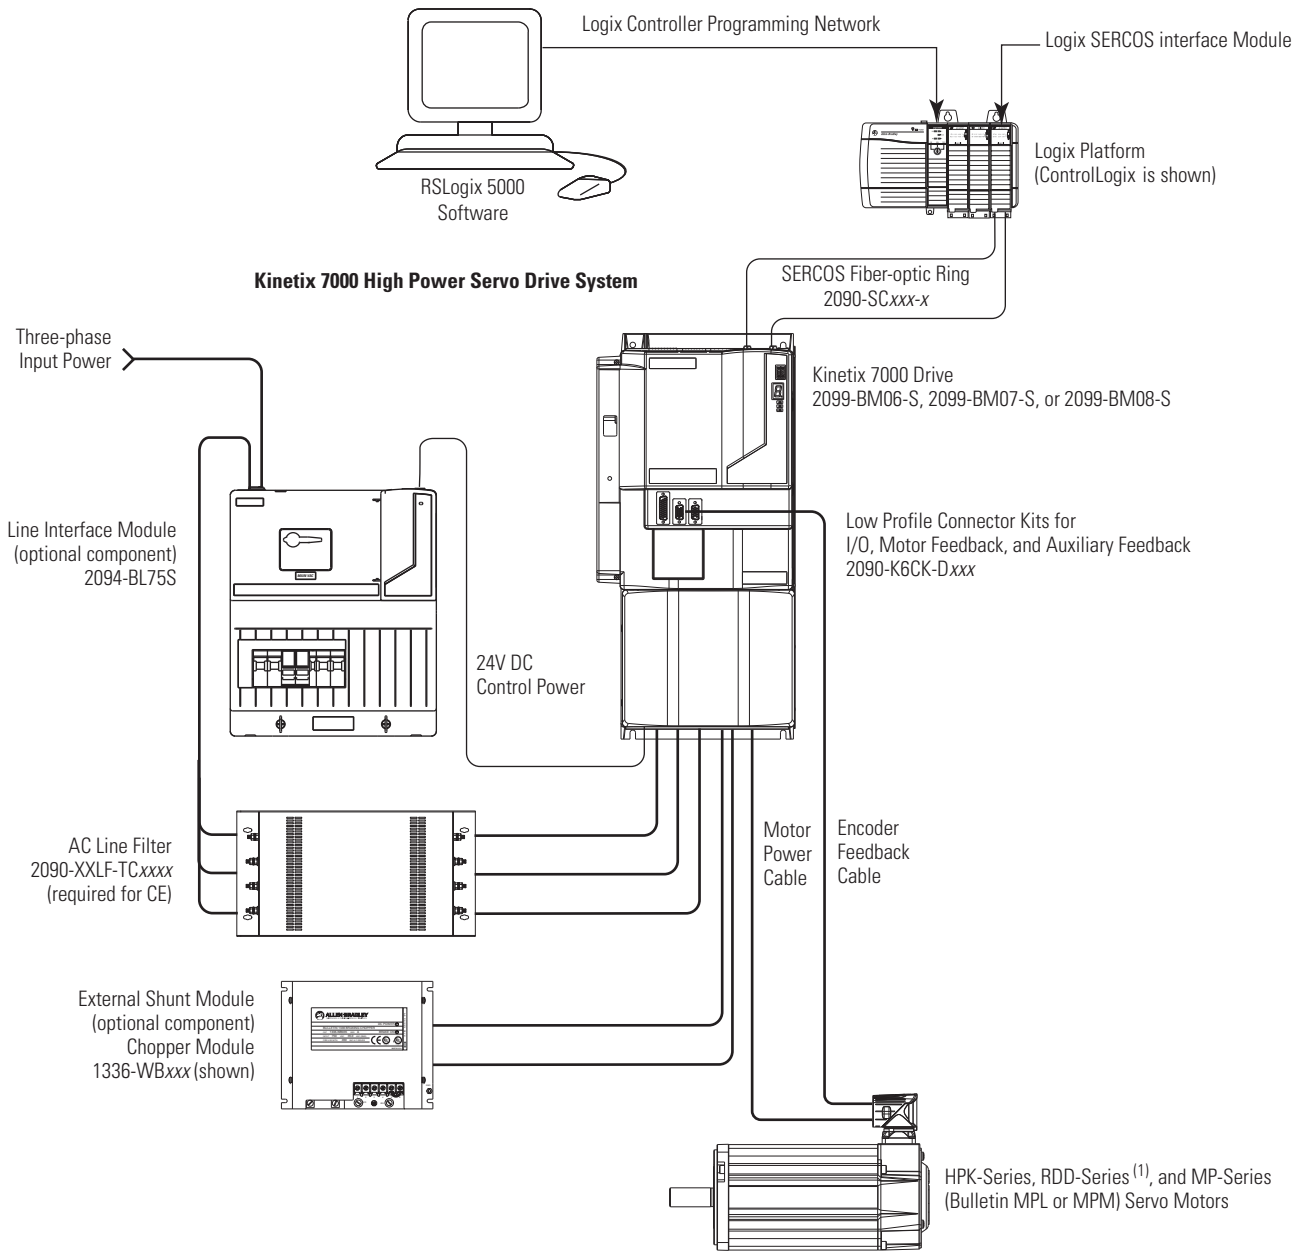 Logix Controller Programming Network
Logix SERCOS interface Module
Logix Platform
(ControlLogix is shown)
RSLogix 5000
Software
Kinetix 7000 High Power Servo Drive System
SERCOS Fiber-optic Ring
2090-SCxxx-x
Three-phase
Input Power
Kinetix 7000 Drive
2099-BM06-S, 2099-BM07-S, or 2099-BM08-S
Line Interface Module
(optional component)
2094-BL75S
Low Profile Connector Kits for
I/O, Motor Feedback, and Auxiliary Feedback
2090-K6CK-Dxxx
24V DC
Control Power
AC Line Filter
2090-XXLF-TCxxxx
(required for CE)
Motor
Power
Cable
Encoder
Feedback
Cable
External Shunt Module
(optional component)
Chopper Module
1336-WBxxx (shown)
ALLEN-BRADLEY
HPK-Series, RDD-Series (1), and MP-Series
(Bulletin MPL or MPM) Servo Motors